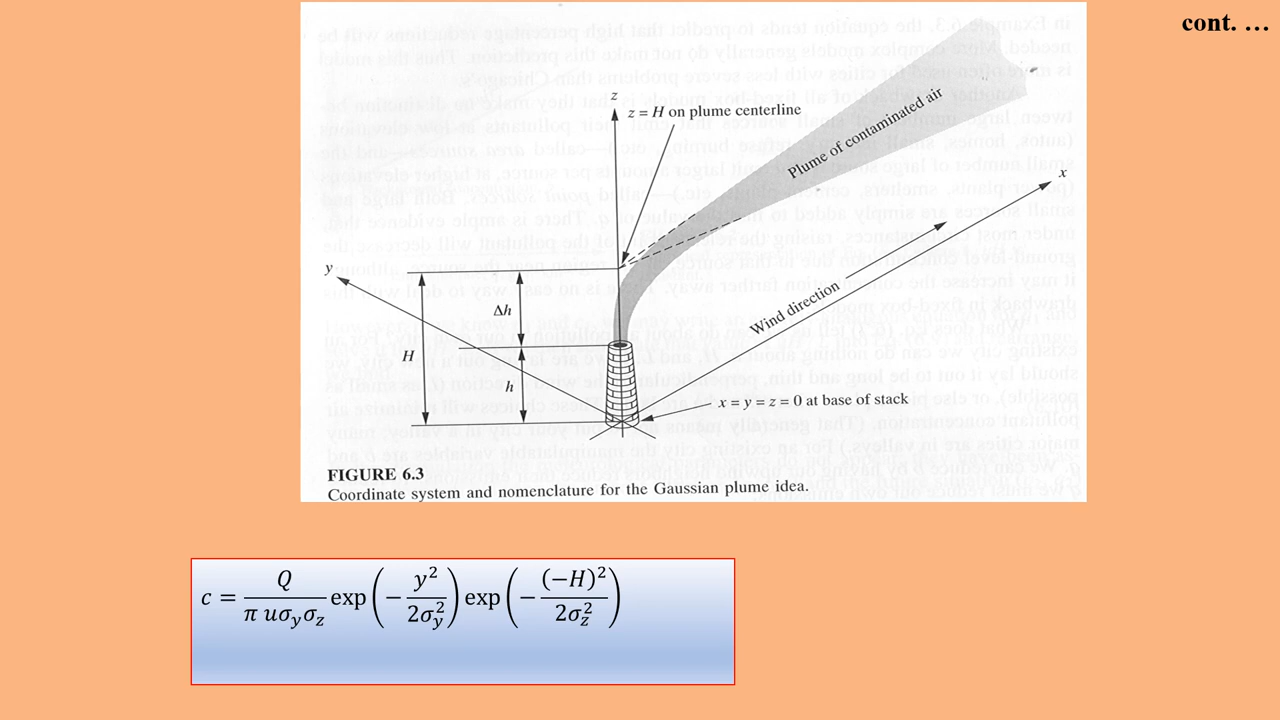 cont. …
z
z = H on plume centerline
Plume of contaminated air
x
y
Δh
Wind direction
H
h
x = y = z = 0 at base of stack
FIGURE 6.3
Coordinate system and nomenclature for the Gaussian plume idea.
c = Q/(π uσ_yσ_z) exp(−y²/(2σ_y²)) exp(−(−H)²/(2σ_z²))